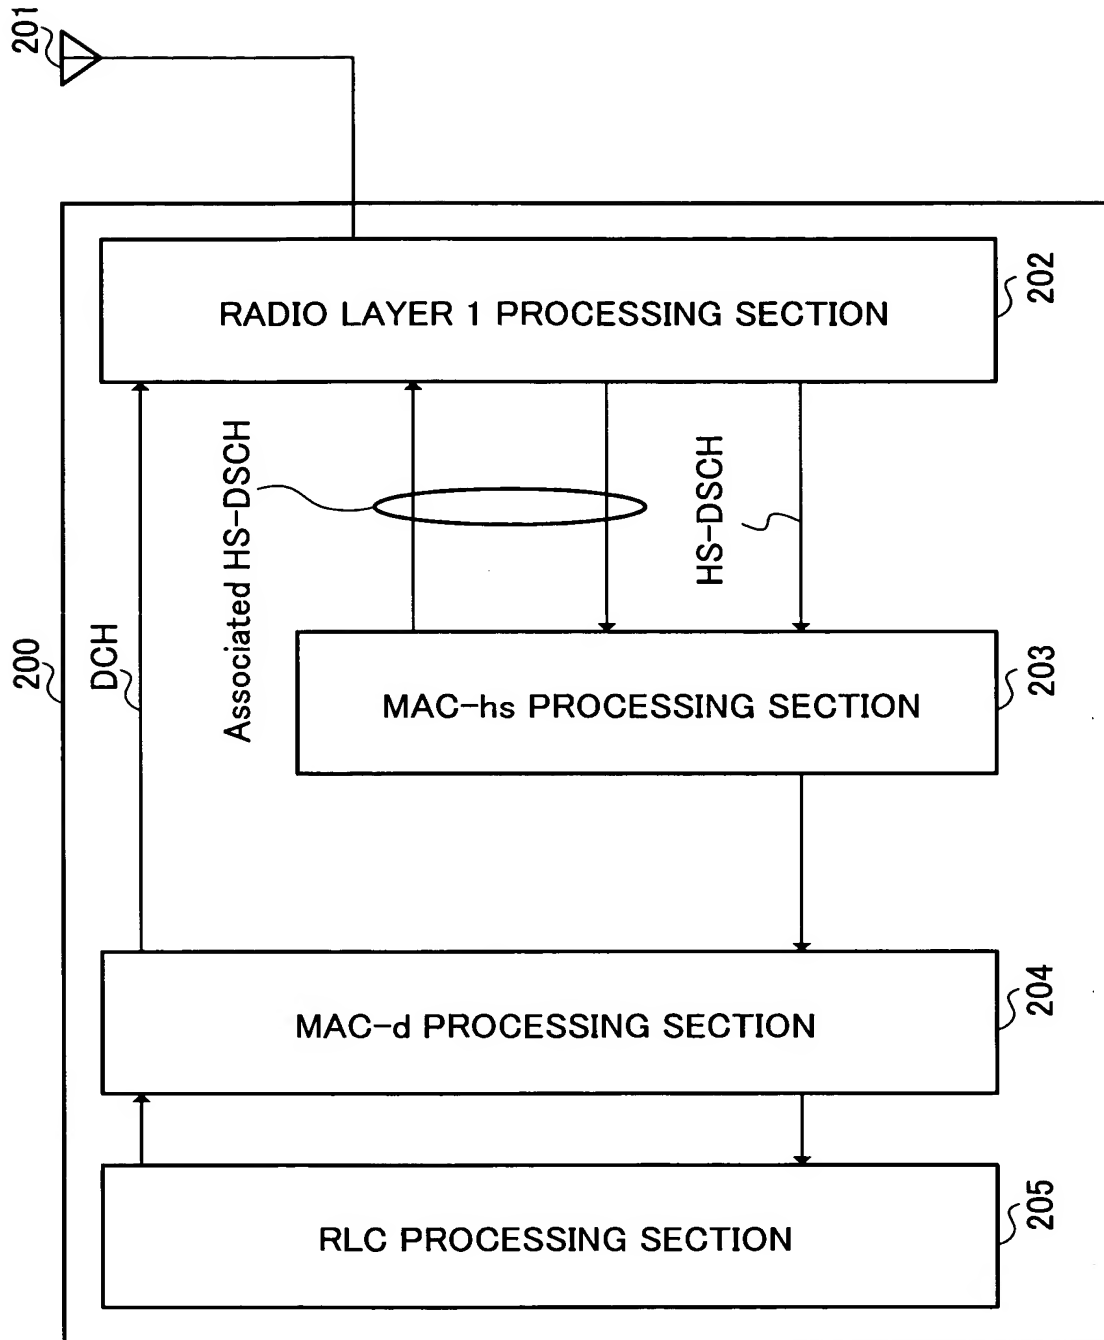 201
200
DCH
Associated HS-DSCH
HS-DSCH
RADIO LAYER 1 PROCESSING SECTION
202
MAC-hs PROCESSING SECTION
203
MAC-d PROCESSING SECTION
204
RLC PROCESSING SECTION
205